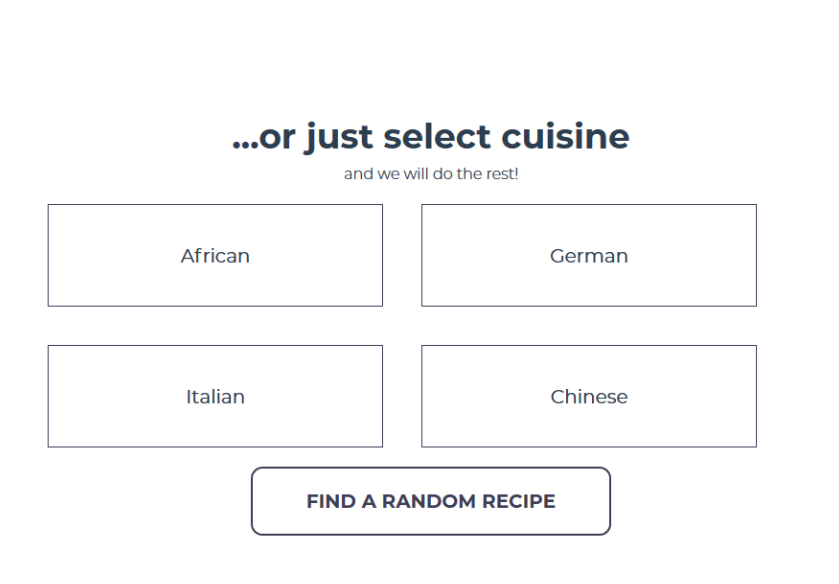 ...or just select cuisine
and we will do the rest!
African
German
Italian
Chinese
FIND A RANDOM RECIPE